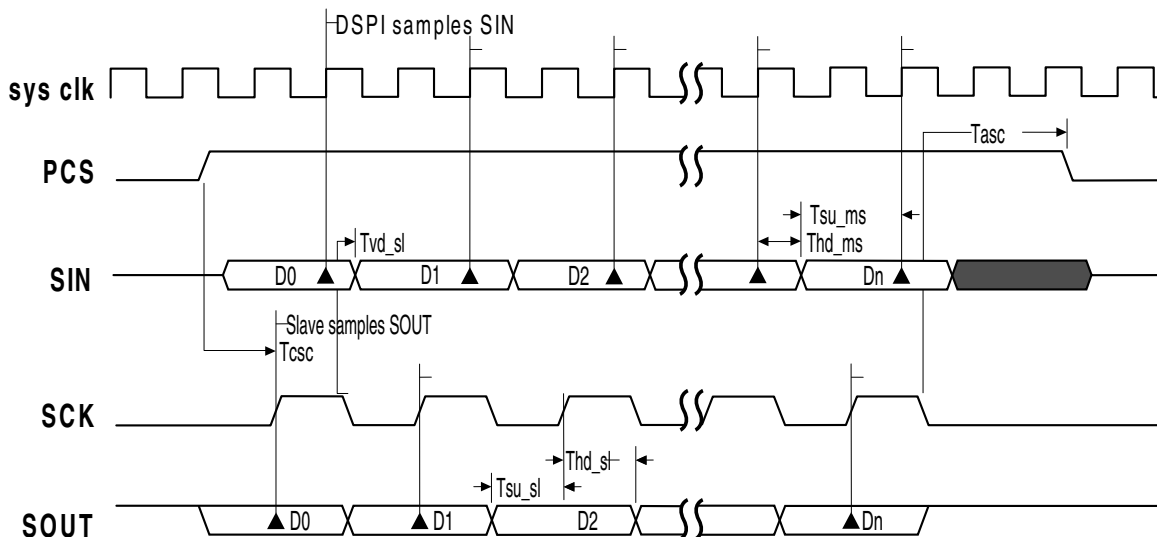 DSPI samples SIN
sys clk
Tasc
PCS
Tsu_ms
Tvd_sl
Thd_ms
SIN
D0
D1
D2
Dn
Slave samples SOUT
Tcsc
SCK
Thd_sl
Tsu_sl
SOUT
D0
D1
D2
Dn